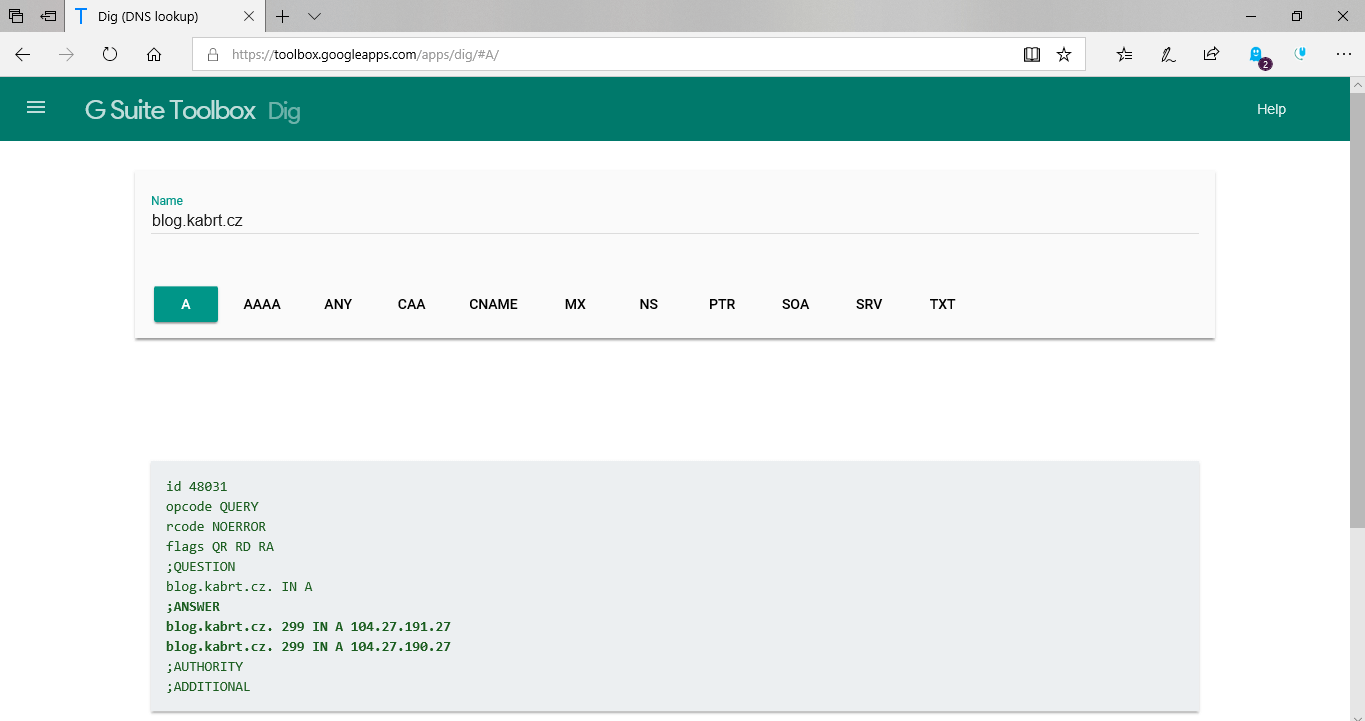 Dig (DNS lookup)
https://toolbox.googleapps.com/apps/dig/#A/
2
G Suite Toolbox Dig
Help
Name
blog.kabrt.cz
A AAAA ANY CAA CNAME MX NS PTR SOA SRV TXT
id 48031
opcode QUERY
rcode NOERROR
flags QR RD RA
;QUESTION
blog.kabrt.cz. IN A
;ANSWER
blog.kabrt.cz. 299 IN A 104.27.191.27
blog.kabrt.cz. 299 IN A 104.27.190.27
;AUTHORITY
;ADDITIONAL